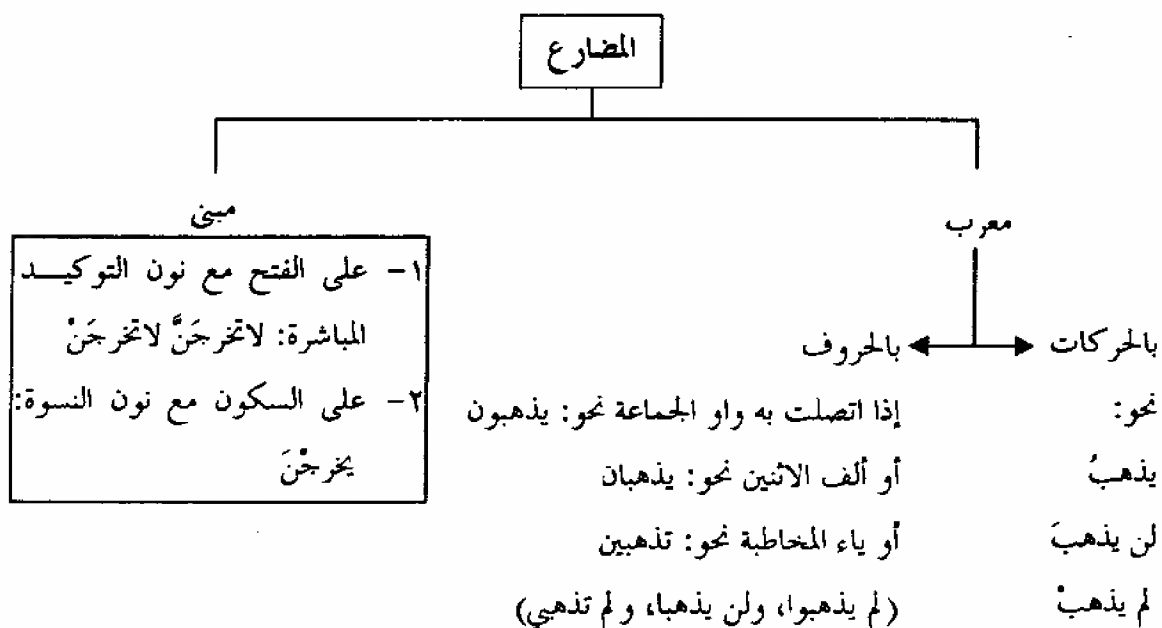 المضارع
معرب
مبنى
بالحركات
نحو:
يذهبُ
لن يذهبَ
لم يذهبْ
بالحروف
إذا اتصلت به واو الجماعة نحو: يذهبون
أو ألف الاثنين نحو: يذهبان
أو ياء المخاطبة نحو: تذهبين
(لم يذهبوا، ولن يذهبا، و لم تذهبي)
١- على الفتح مع نون التوكيــد
المباشرة: لاتخرجَنَّ لاتخرجَنْ
٢- على السكون مع نون النسوة:
يخرجْنَ